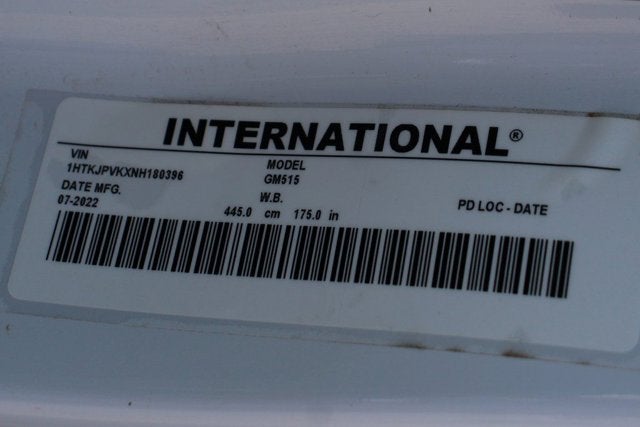 INTERNATIONAL®
VIN MODEL
1HTKJPVKXNH180396 GM515
DATE MFG. W.B. PD LOC - DATE
07-2022 445.0 cm 175.0 in